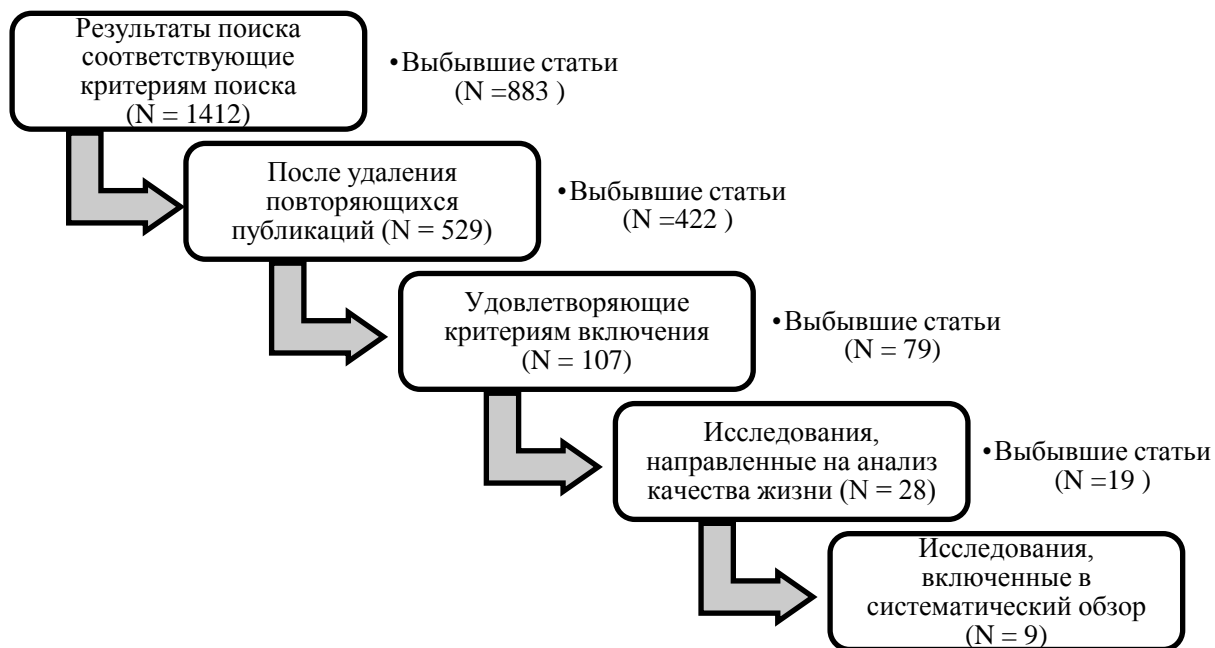 Результаты поиска
соответствующие
критериям поиска
(N = 1412)
•Выбывшие статьи
(N =883 )
После удаления
повторяющихся
публикаций (N = 529)
•Выбывшие статьи
(N =422 )
Удовлетворяющие
критериям включения
(N = 107)
•Выбывшие статьи
(N = 79)
Исследования,
направленные на анализ
качества жизни (N = 28)
•Выбывшие статьи
(N =19 )
Исследования,
включенные в
систематический обзор
(N = 9)